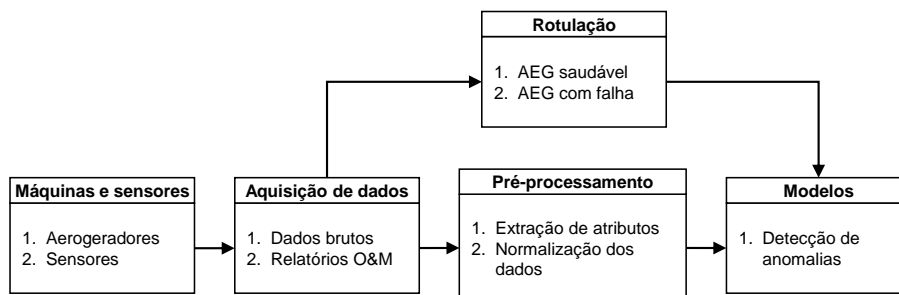 Rotulação
1. AEG saudável
2. AEG com falha
Máquinas e sensores
1. Aerogeradores
2. Sensores
Aquisição de dados
1. Dados brutos
2. Relatórios O&M
Pré-processamento
1. Extração de atributos
2. Normalização dos
dados
Modelos
1. Detecção de
anomalias